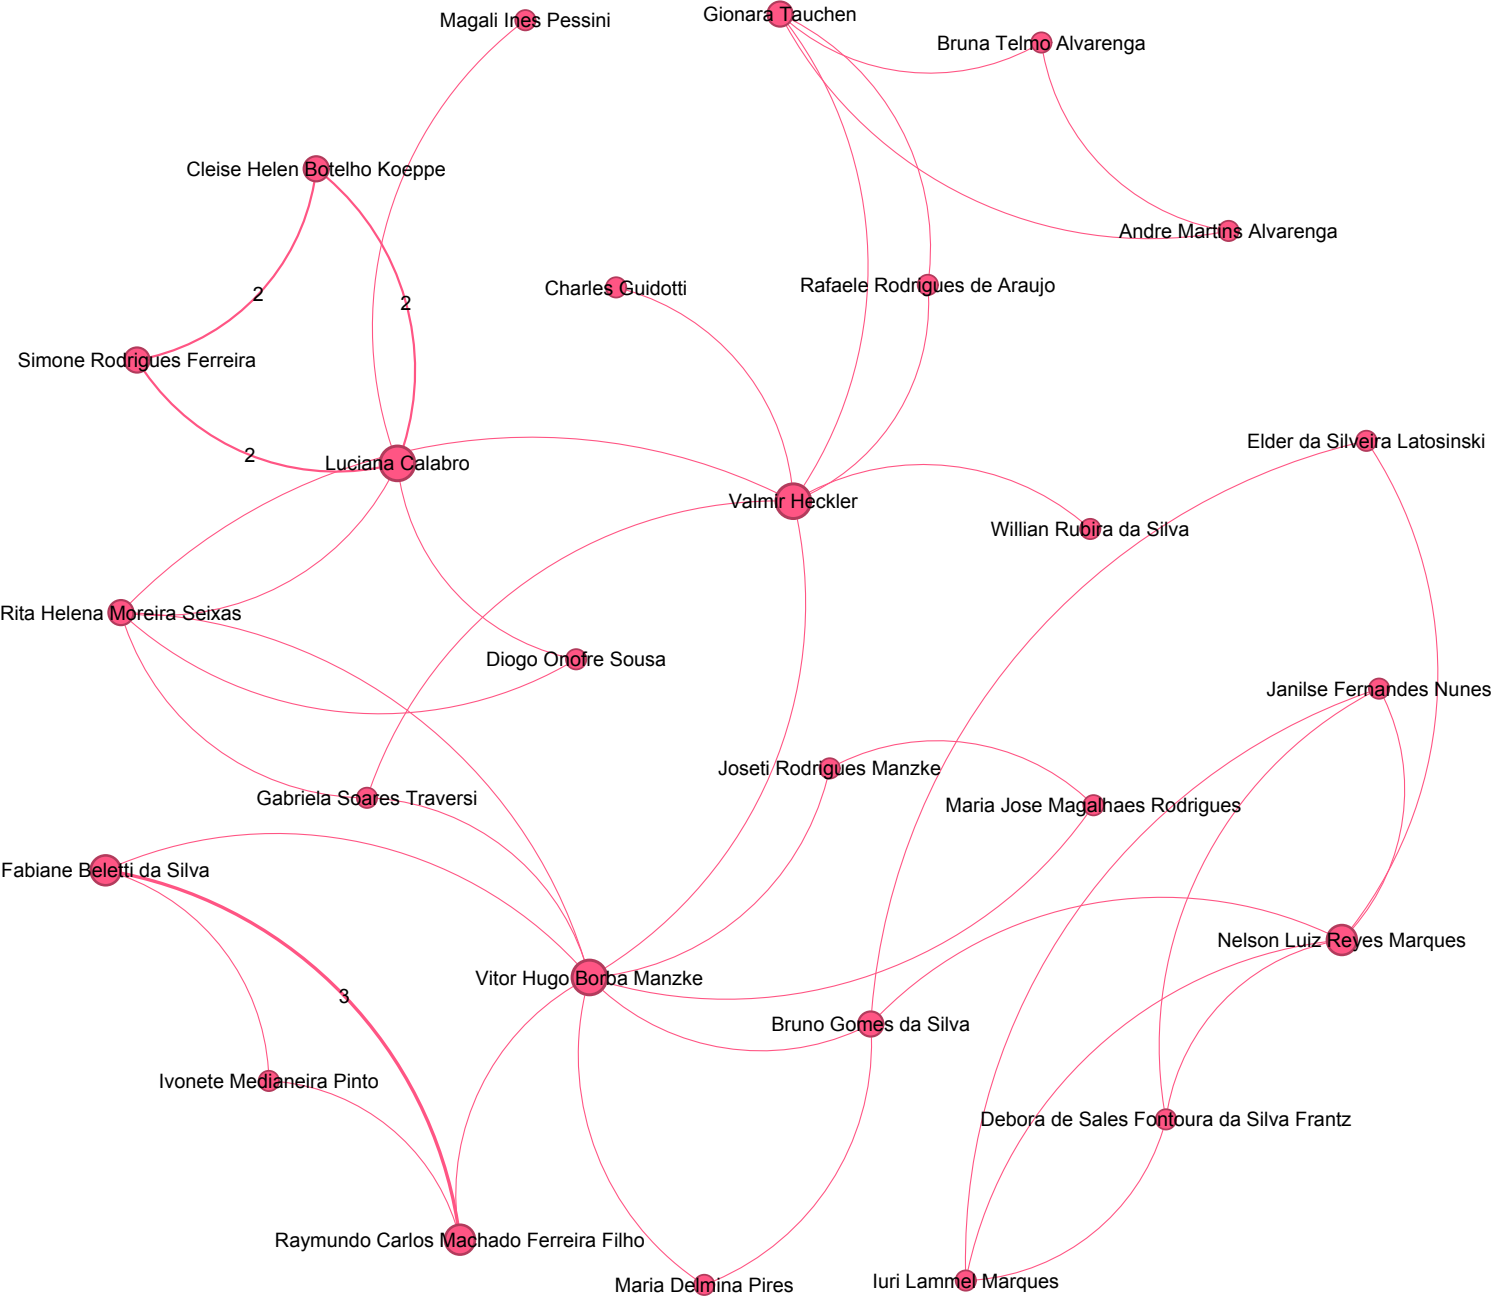 Gionara Tauchen
Magali Ines Pessini
Bruna Telmo Alvarenga
Cleise Helen Botelho Koeppe
Andre Martins Alvarenga
Charles Guidotti
Rafaele Rodrigues de Araujo
2
2
Simone Rodrigues Ferreira
Elder da Silveira Latosinski
2
Luciana Calabro
Valmir Heckler
Willian Rubira da Silva
Rita Helena Moreira Seixas
Diogo Onofre Sousa
Janilse Fernandes Nunes
Joseti Rodrigues Manzke
Gabriela Soares Traversi
Maria Jose Magalhaes Rodrigues
Fabiane Beletti da Silva
Nelson Luiz Reyes Marques
Vitor Hugo Borba Manzke
3
Bruno Gomes da Silva
Ivonete Medianeira Pinto
Debora de Sales Fontoura da Silva Frantz
Raymundo Carlos Machado Ferreira Filho
Maria Delmina Pires
Iuri Lammel Marques